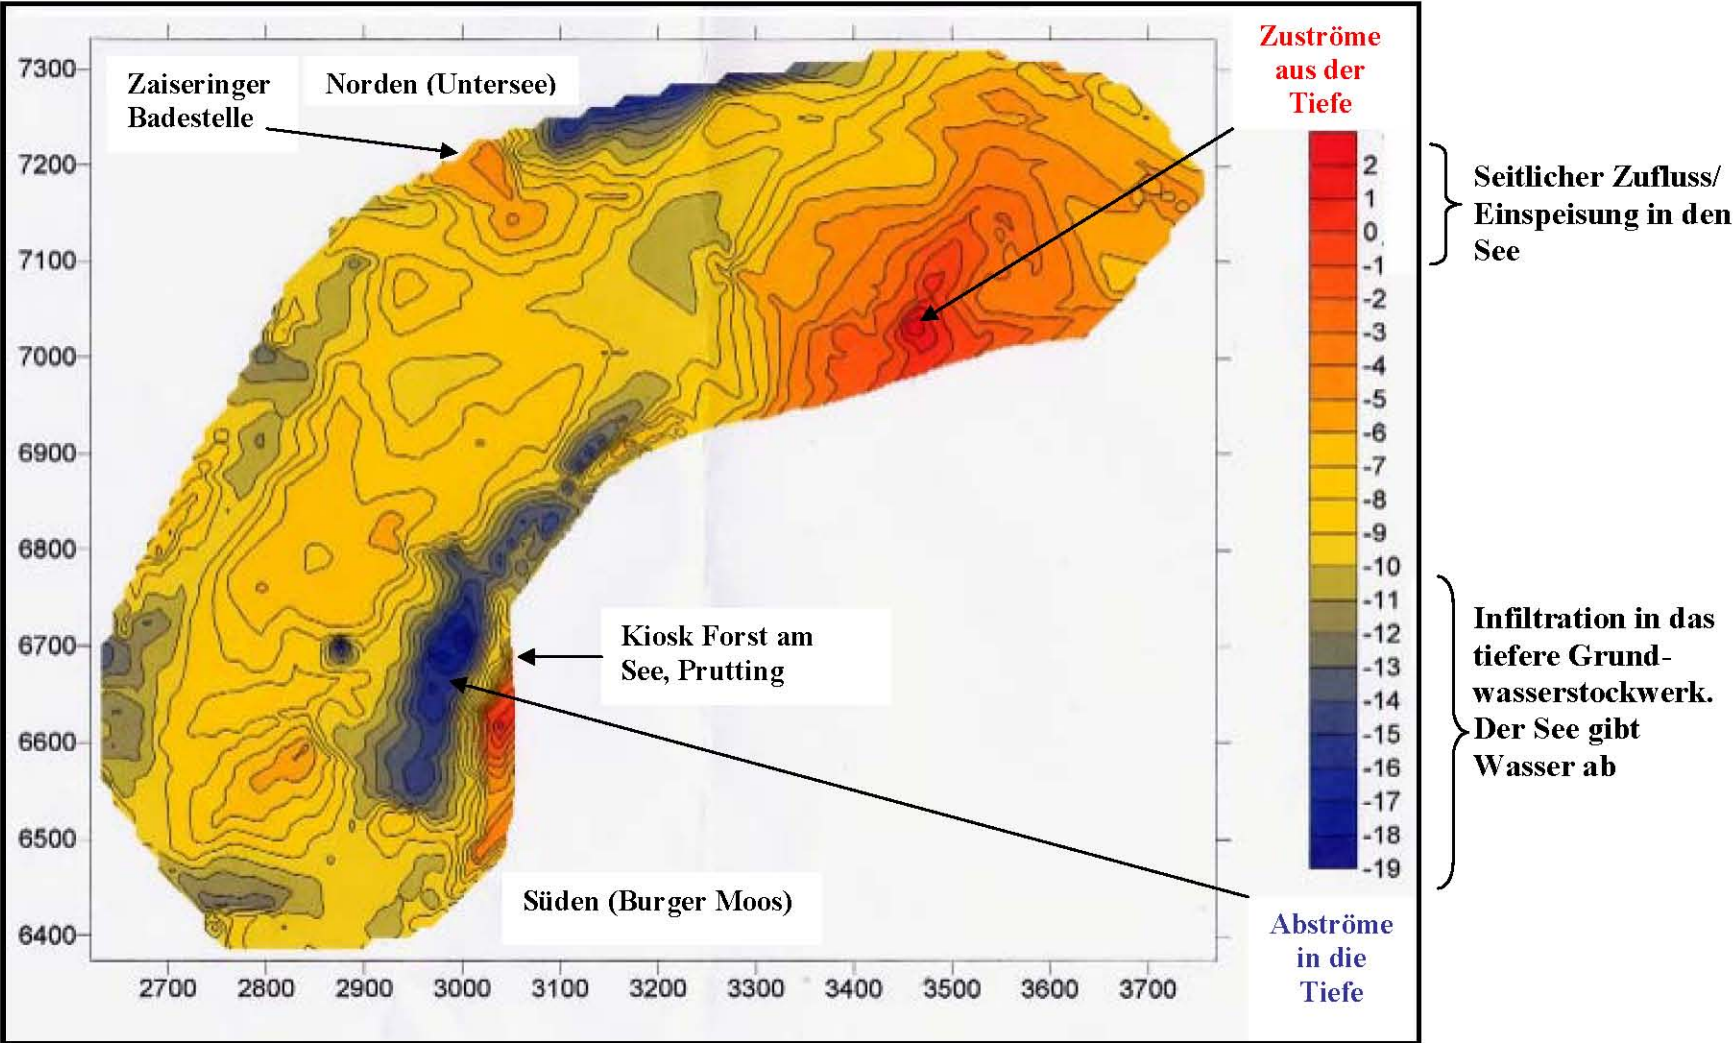 Zaiseringer
Badestelle
Norden (Untersee)
Zuströme
aus der
Tiefe
7300
7200
7100
7000
6900
6800
6700
6600
6500
6400
2700 2800 2900 3000 3100 3200 3300 3400 3500 3600 3700
Kiosk Forst am
See, Prutting
Süden (Burger Moos)
2
1
0
-1
-2
-3
-4
-5
-6
-7
-8
-9
-10
-11
-12
-13
-14
-15
-16
-17
-18
-19
Abströme
in die
Tiefe
Seitlicher Zufluss/
Einspeisung in den
See
Infiltration in das
tiefere Grund-
wasserstockwerk.
Der See gibt
Wasser ab